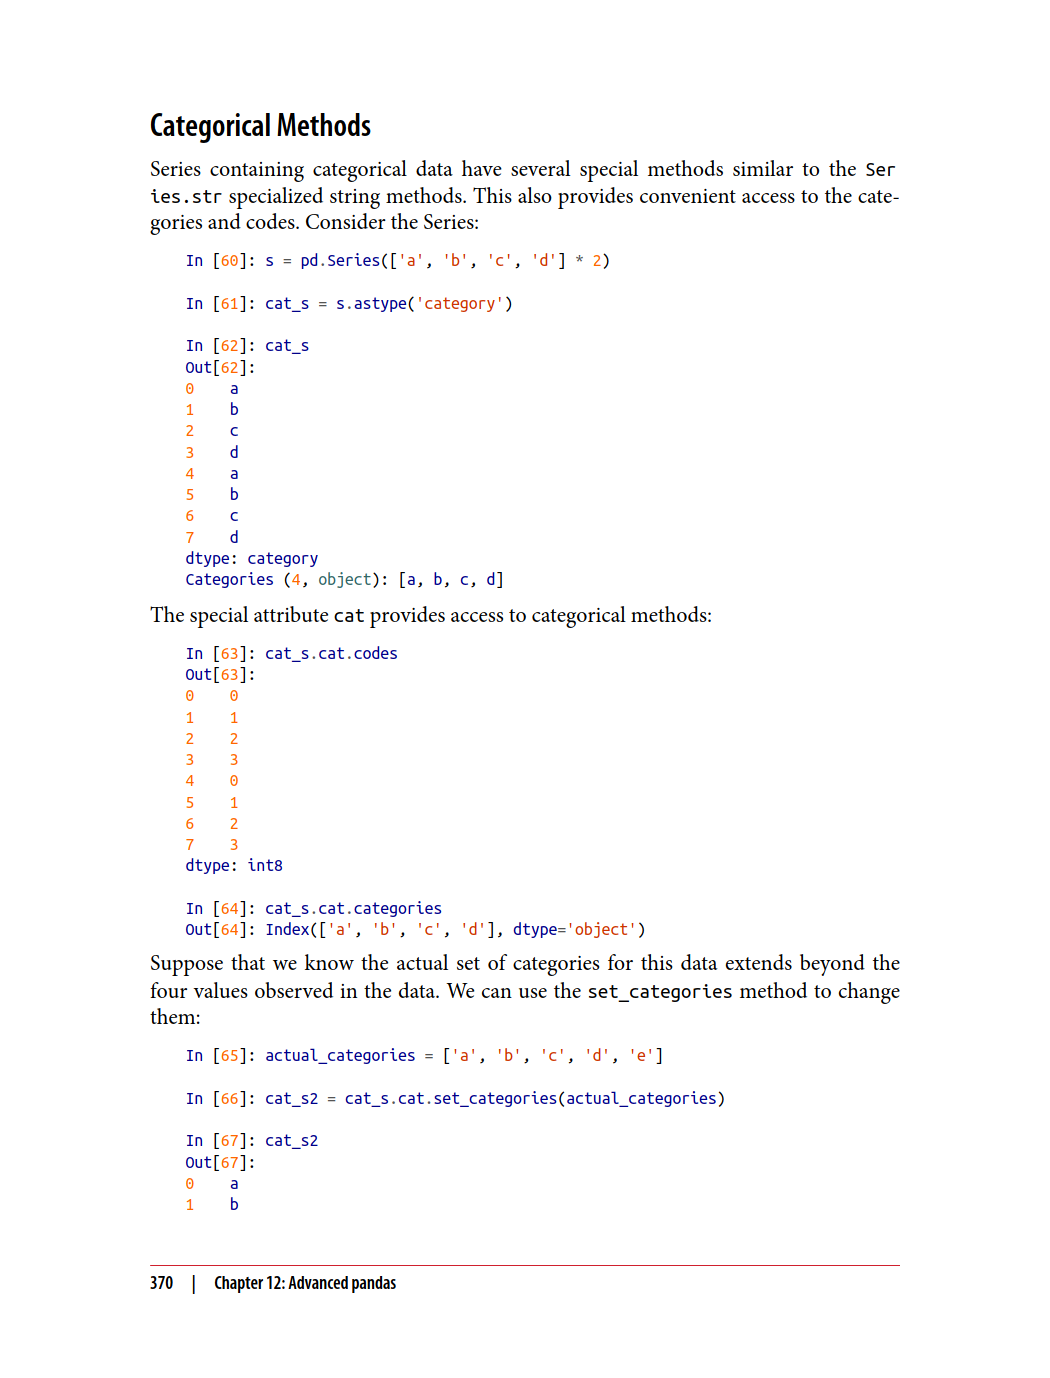 Categorical Methods
Series containing categorical data have several special methods similar to the Ser
ies.str specialized string methods. This also provides convenient access to the cate-
gories and codes. Consider the Series:
In [60]: s = pd.Series(['a', 'b', 'c', 'd'] * 2)
In [61]: cat_s = s.astype('category')
In [62]: cat_s
Out[62]:
0    a
1    b
2    c
3    d
4    a
5    b
6    c
7    d
dtype: category
Categories (4, object): [a, b, c, d]
The special attribute cat provides access to categorical methods:
In [63]: cat_s.cat.codes
Out[63]:
0    0
1    1
2    2
3    3
4    0
5    1
6    2
7    3
dtype: int8
In [64]: cat_s.cat.categories
Out[64]: Index(['a', 'b', 'c', 'd'], dtype='object')
Suppose that we know the actual set of categories for this data extends beyond the
four values observed in the data. We can use the set_categories method to change
them:
In [65]: actual_categories = ['a', 'b', 'c', 'd', 'e']
In [66]: cat_s2 = cat_s.cat.set_categories(actual_categories)
In [67]: cat_s2
Out[67]:
0    a
1    b
370 | Chapter 12: Advanced pandas